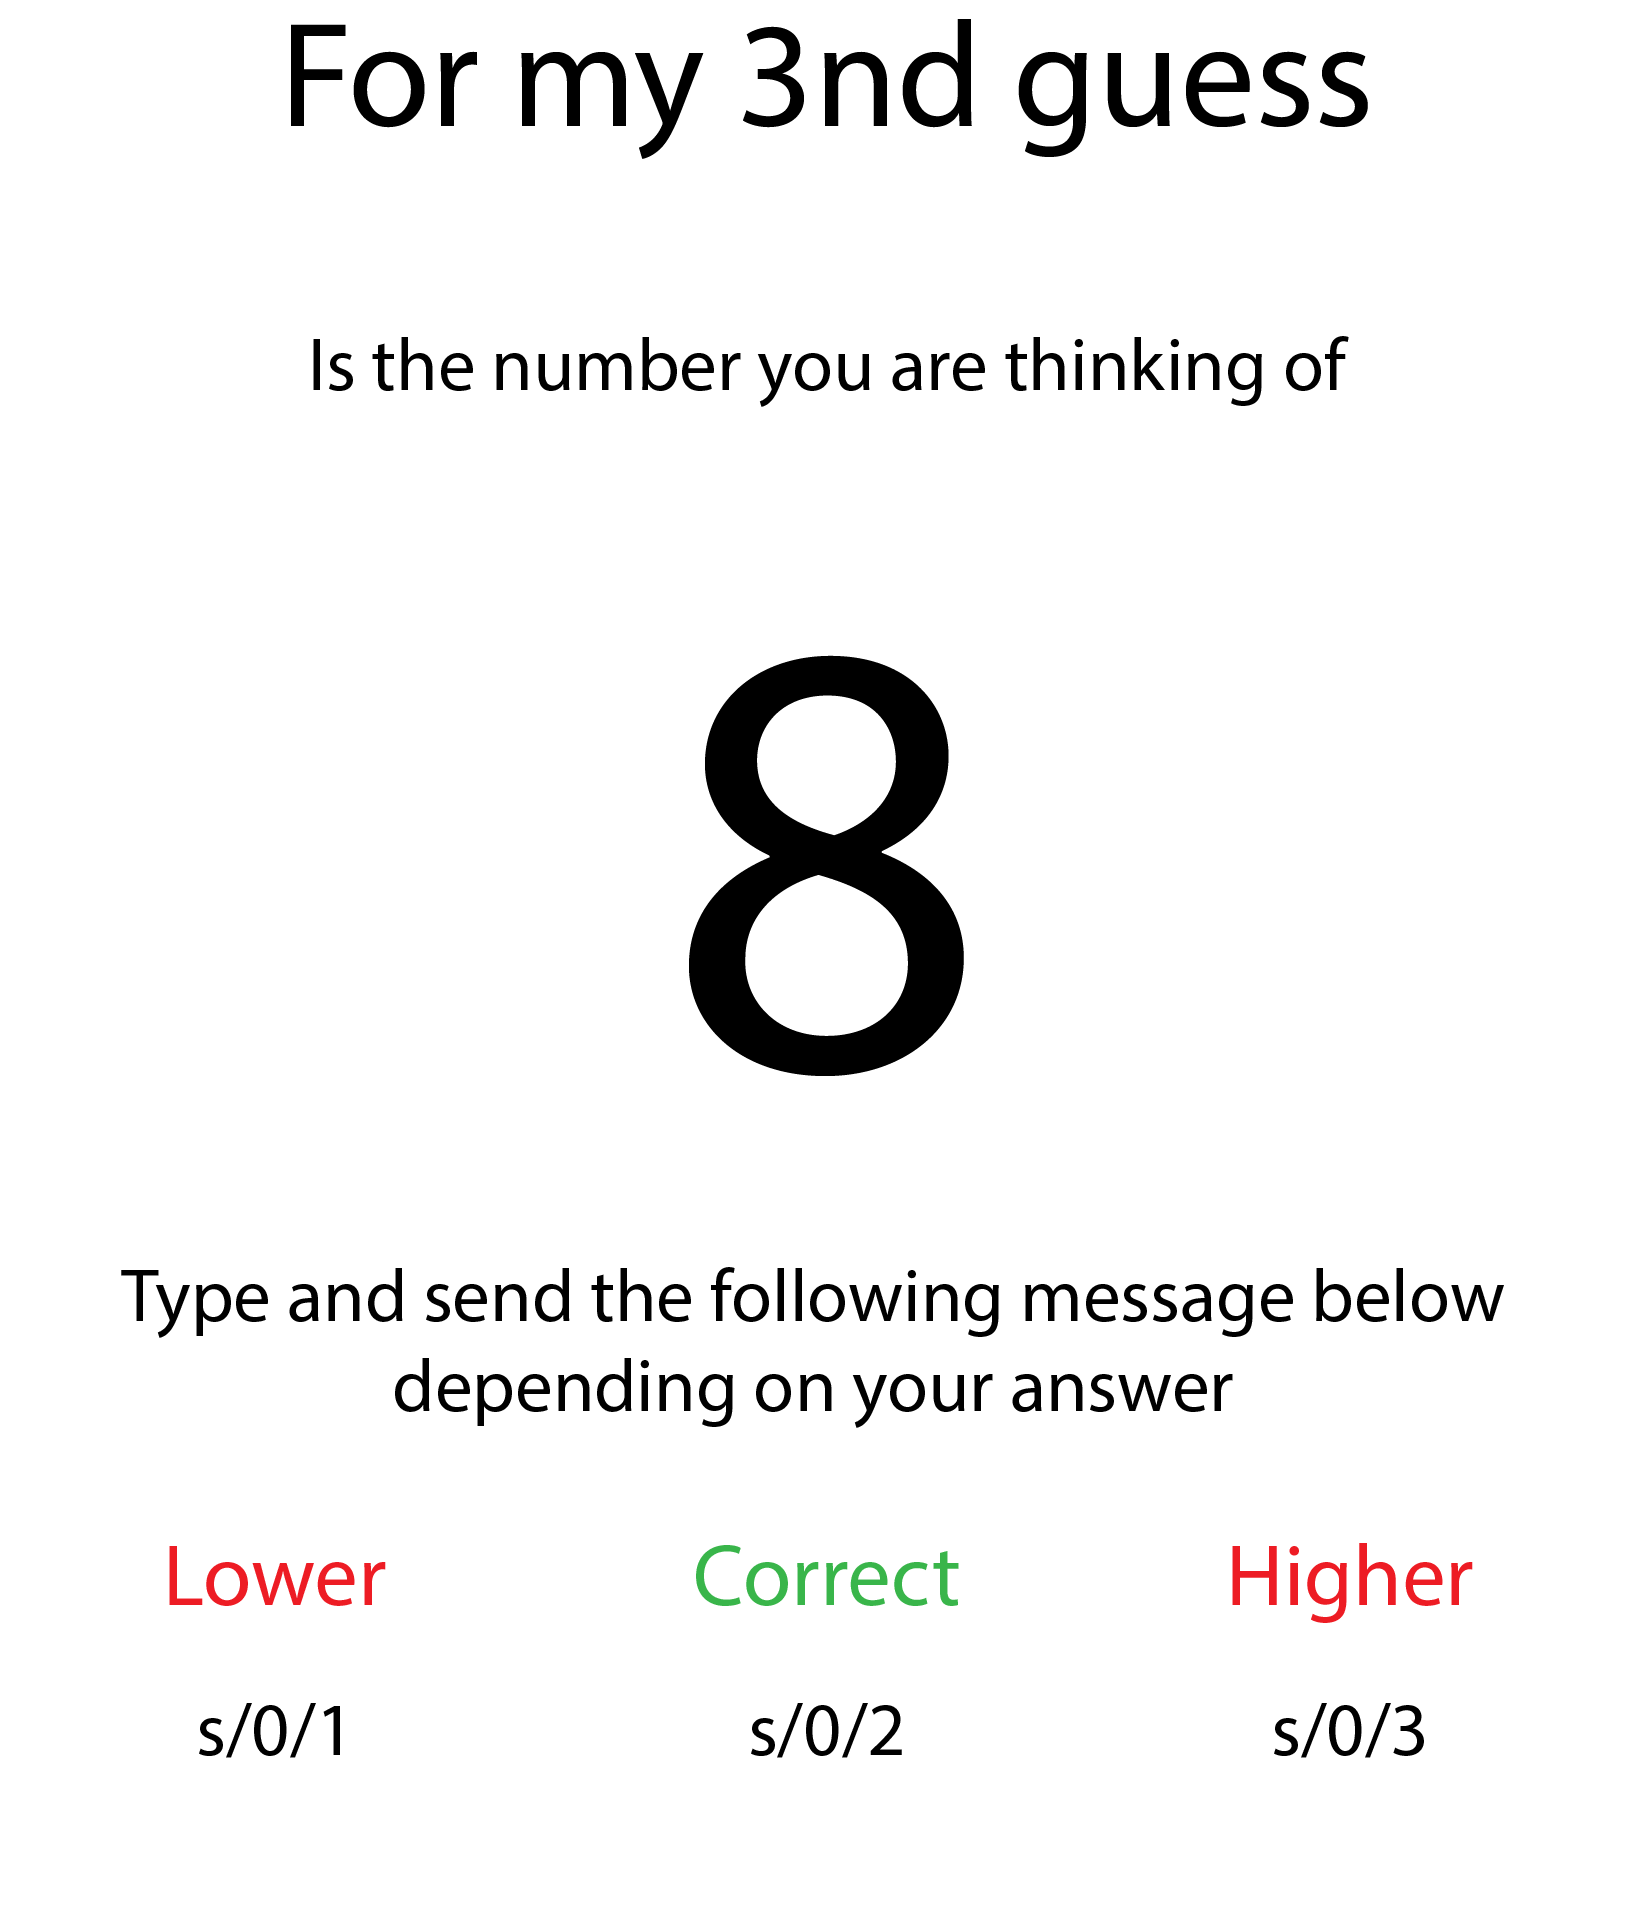 For my 3nd guess
Is the number you are thinking of
8
Type and send the following message below
depending on your answer
Lower Correct Higher
s/0/1 s/0/2 s/0/3